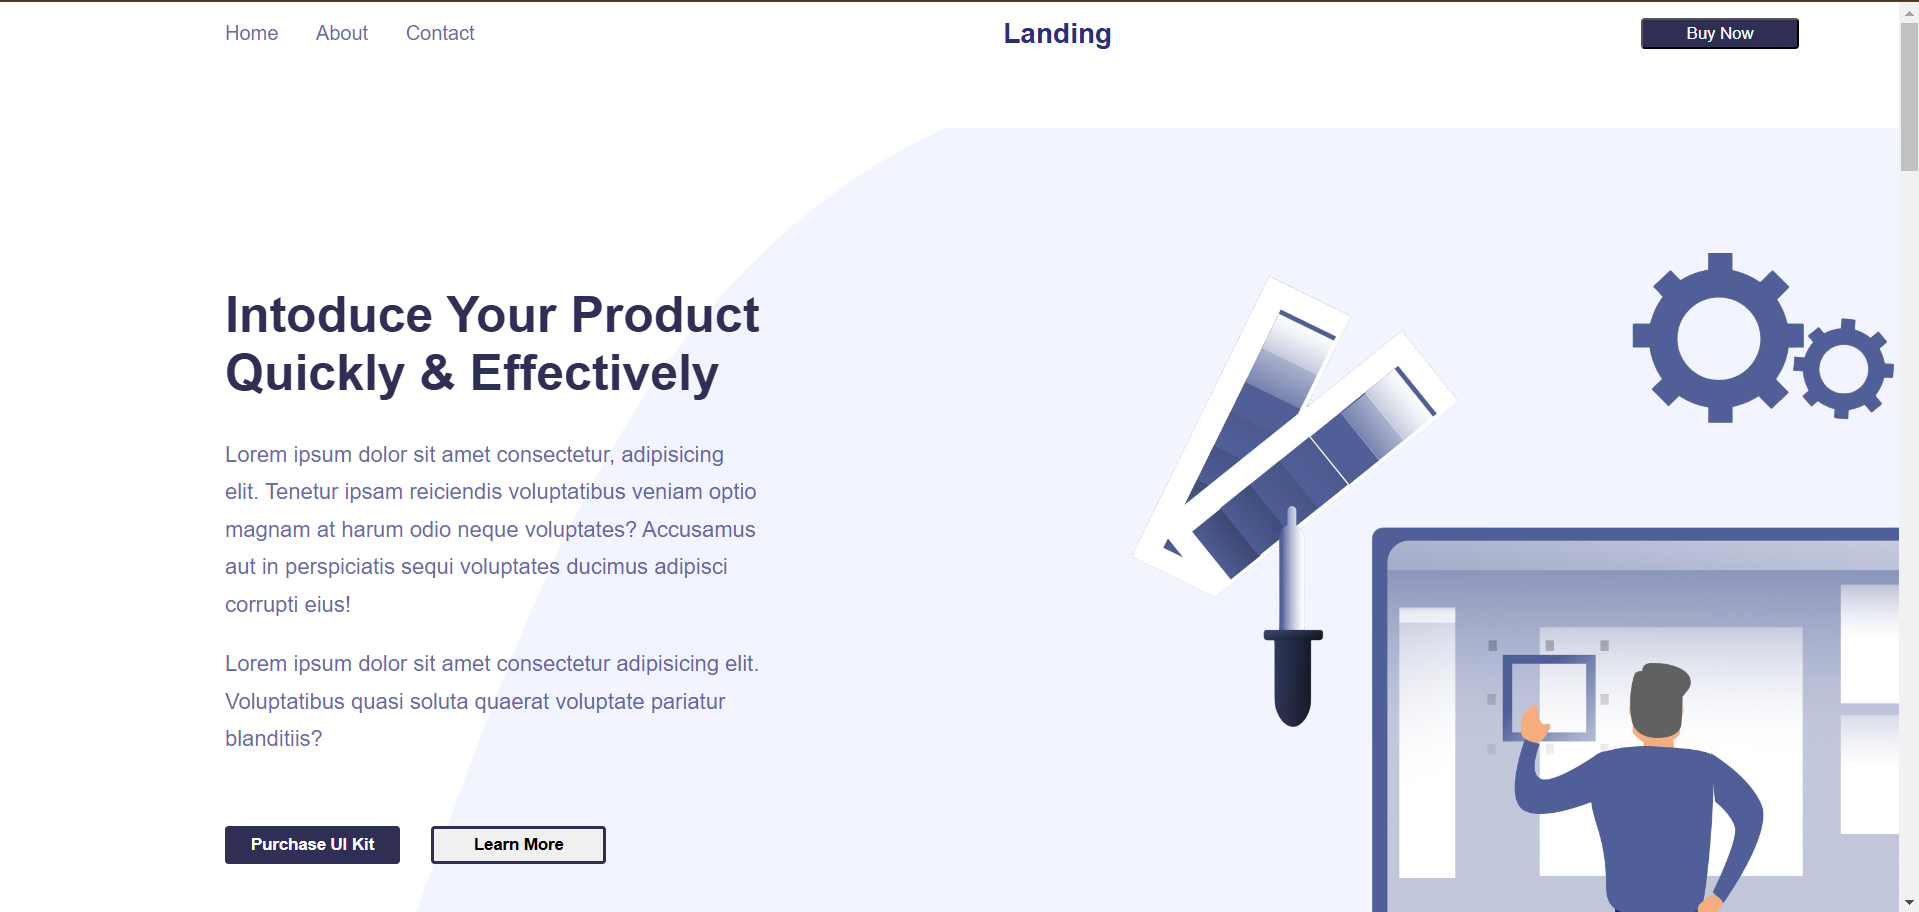 Home About Contact Landing Buy Now
Intoduce Your Product
Quickly & Effectively
Lorem ipsum dolor sit amet consectetur, adipisicing
elit. Tenetur ipsam reiciendis voluptatibus veniam optio
magnam at harum odio neque voluptates? Accusamus
aut in perspiciatis sequi voluptates ducimus adipisci
corrupti eius!
Lorem ipsum dolor sit amet consectetur adipisicing elit.
Voluptatibus quasi soluta quaerat voluptate pariatur
blanditiis?
Purchase UI Kit Learn More